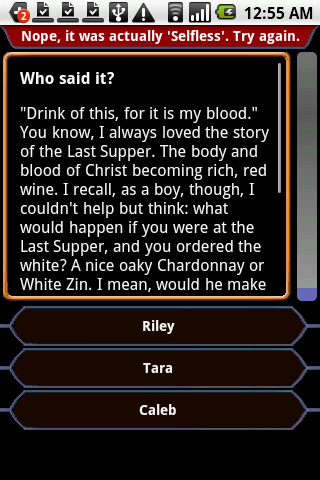 2
12:55 AM
Nope, it was actually 'Selfless'. Try again.
Who said it?
"Drink of this, for it is my blood."
You know, I always loved the story
of the Last Supper. The body and
blood of Christ becoming rich, red
wine. I recall, as a boy, though, I
couldn't help but think: what
would happen if you were at the
Last Supper, and you ordered the
white? A nice oaky Chardonnay or
White Zin. I mean, would he make
Riley
Tara
Caleb